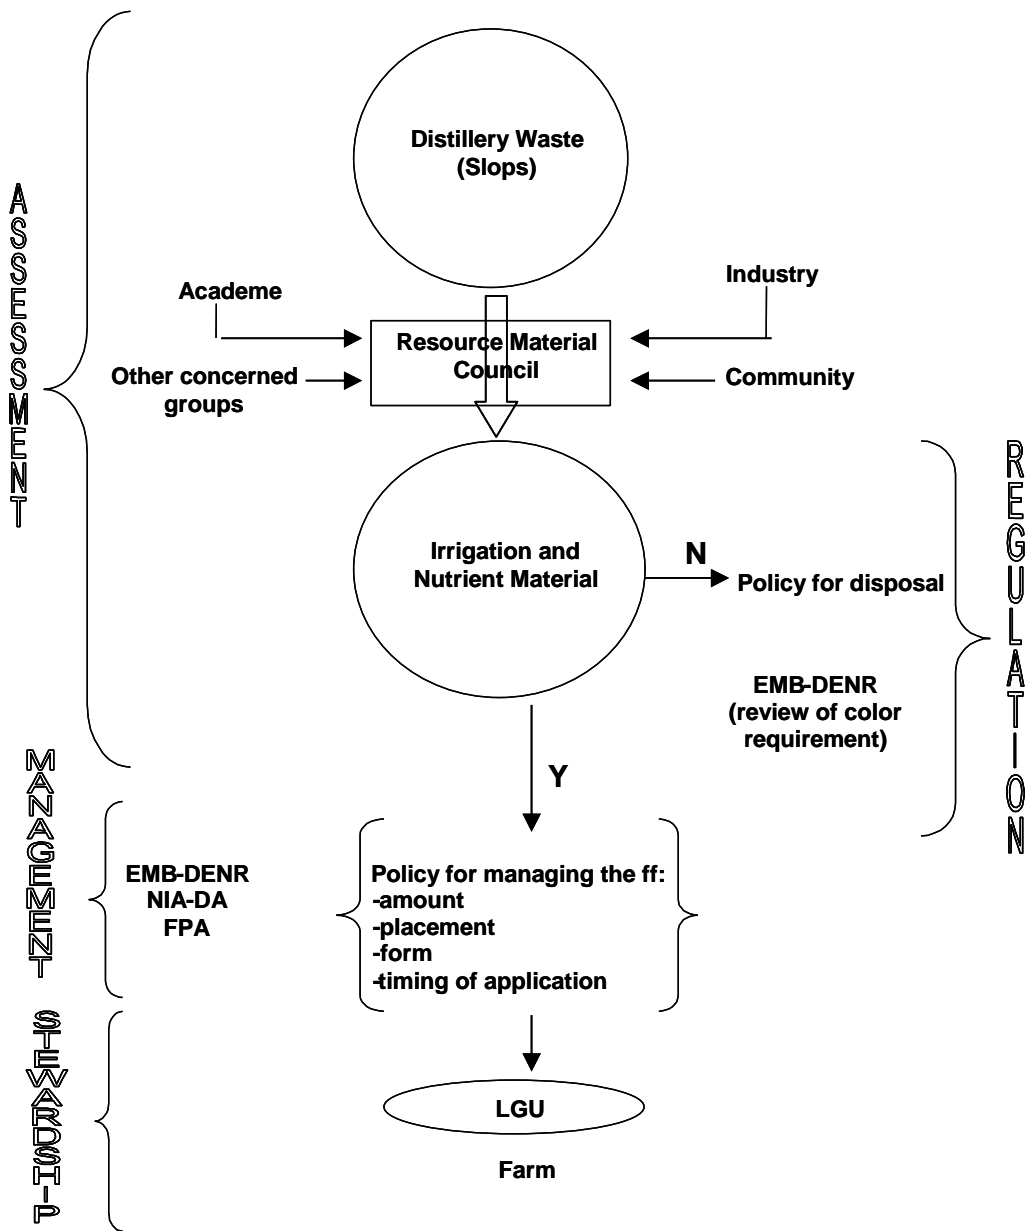 ASSESSMENT
Distillery Waste
(Slops)
Academe
Industry
Resource Material
Council
Other concerned
groups
Community
REGULATION
Irrigation and
Nutrient Material
N
Policy for disposal
EMB-DENR
(review of color
requirement)
Y
MANAGEMENT
EMB-DENR
NIA-DA
FPA
Policy for managing the ff:
-amount
-placement
-form
-timing of application
STEWARDSHIP
LGU
Farm